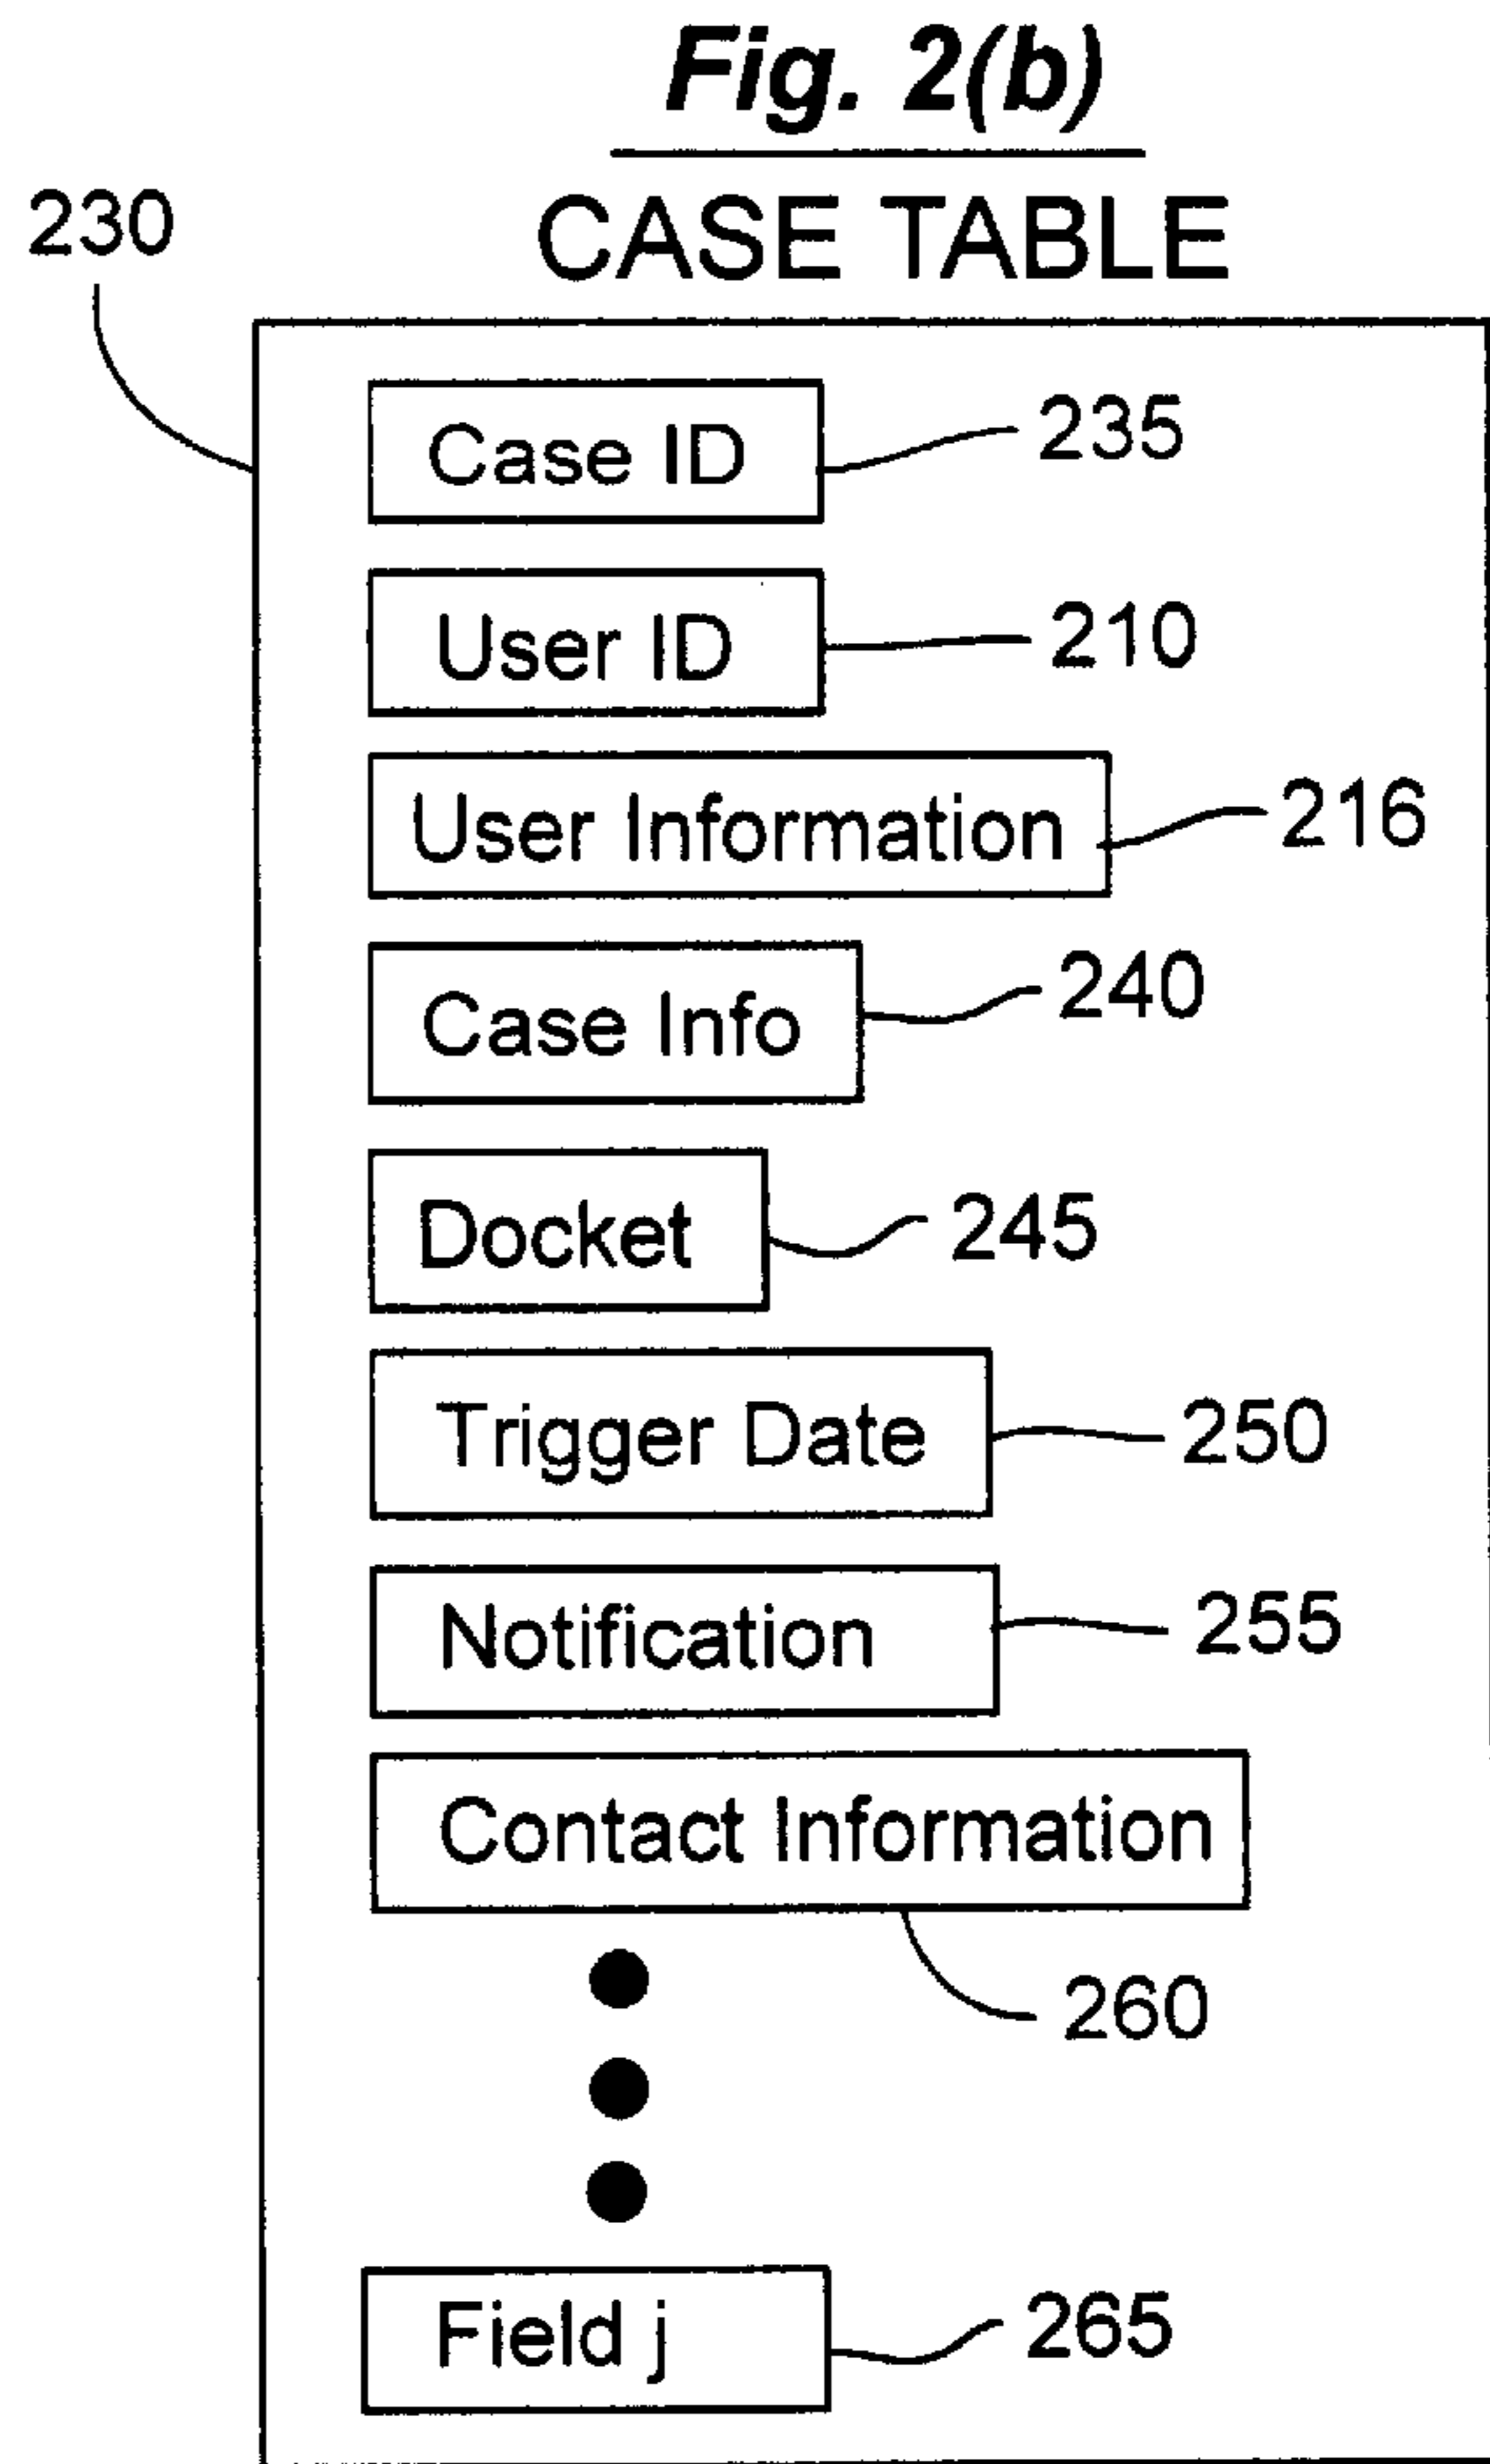 Fig. 2(b)
230
CASE TABLE
Case ID 235
User ID 210
User Information 216
Case Info 240
Docket 245
Trigger Date 250
Notification 255
Contact Information
260
Field j 265